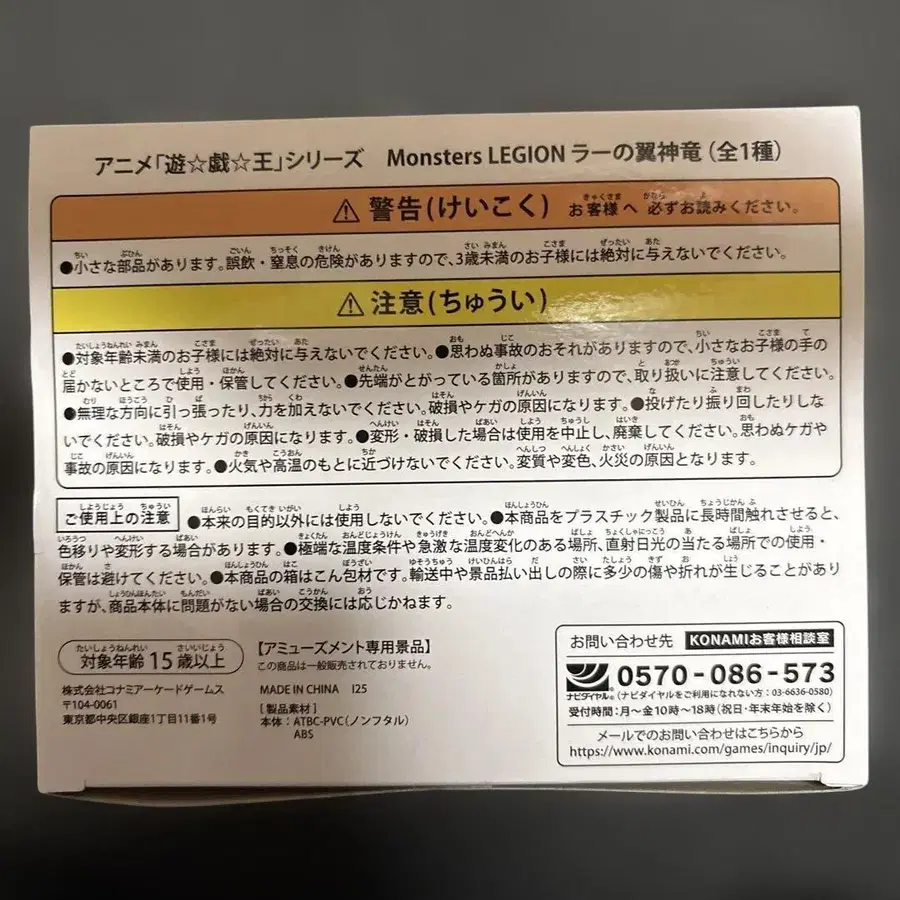 アニメ「遊☆戯☆王」シリーズ Monsters LEGION ラーの翼神竜(全1種)
⚠ 警告(けいこく) お客様へ 必ずお読みください。
●小さな部品があります。誤飲・窒息の危険がありますので、3歳未満のお子様には絶対に与えないでください。
⚠ 注意(ちゅうい)
●対象年齢未満のお子様には絶対に与えないでください。●思わぬ事故のおそれがありますので、小さなお子様の手の
届かないところで使用・保管してください。●先端がとがっている箇所がありますので、取り扱いに注意してください。
●無理な方向に引っ張ったり、力を加えないでください。破損やケガの原因になります。●投げたり振り回したりしな
いでください。破損やケガの原因になります。●変形・破損した場合は使用を中止し、廃棄してください。思わぬケガや
事故の原因になります。●火気や高温のもとに近づけないでください。変質や変色、火災の原因となります。
ご使用上の注意 ●本来の目的以外には使用しないでください。●本商品をプラスチック製品に長時間触れさせると、
色移りや変形する場合があります。●極端な温度条件や急激な温度変化のある場所、直射日光の当たる場所での使用・
保管は避けてください。●本商品の箱はこん包材です。輸送中や景品払い出しの際に多少の傷や折れが生じることがあり
ますが、商品本体に問題がない場合の交換には応じかねます。
対象年齢15歳以上
株式会社コナミアーケードゲームス
〒104-0061
東京都中央区銀座1丁目11番1号
【アミューズメント専用景品】
この商品は一般販売されておりません。
MADE IN CHINA I25
[製品素材]
本体:ATBC-PVC(ノンフタル)
ABS
お問い合わせ先 KONAMIお客様相談室
ナビダイヤル® 0570-086-573
(ナビダイヤルをご利用になれない方:03-6636-0580)
受付時間:月~金10時~18時(祝日・年末年始を除く)
メールでのお問い合わせはこちらから
https://www.konami.com/games/inquiry/jp/